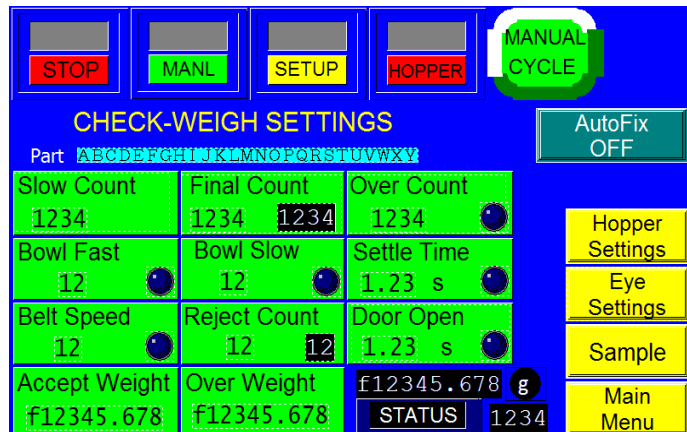 STOP
MANL
SETUP
HOPPER
MANUAL
CYCLE
CHECK-WEIGH SETTINGS
AutoFix
OFF
Part ABCDEFGHIJKLMNOPQRSTUVWXY
Slow Count
1234
Final Count
1234 1234
Over Count
1234
Hopper
Settings
Bowl Fast
12
Bowl Slow
12
Settle Time
1.23 s
Eye
Settings
Belt Speed
12
Reject Count
12 12
Door Open
1.23 s
Sample
Accept Weight
f12345.678
Over Weight
f12345.678
f12345.678 g
STATUS 1234
Main
Menu